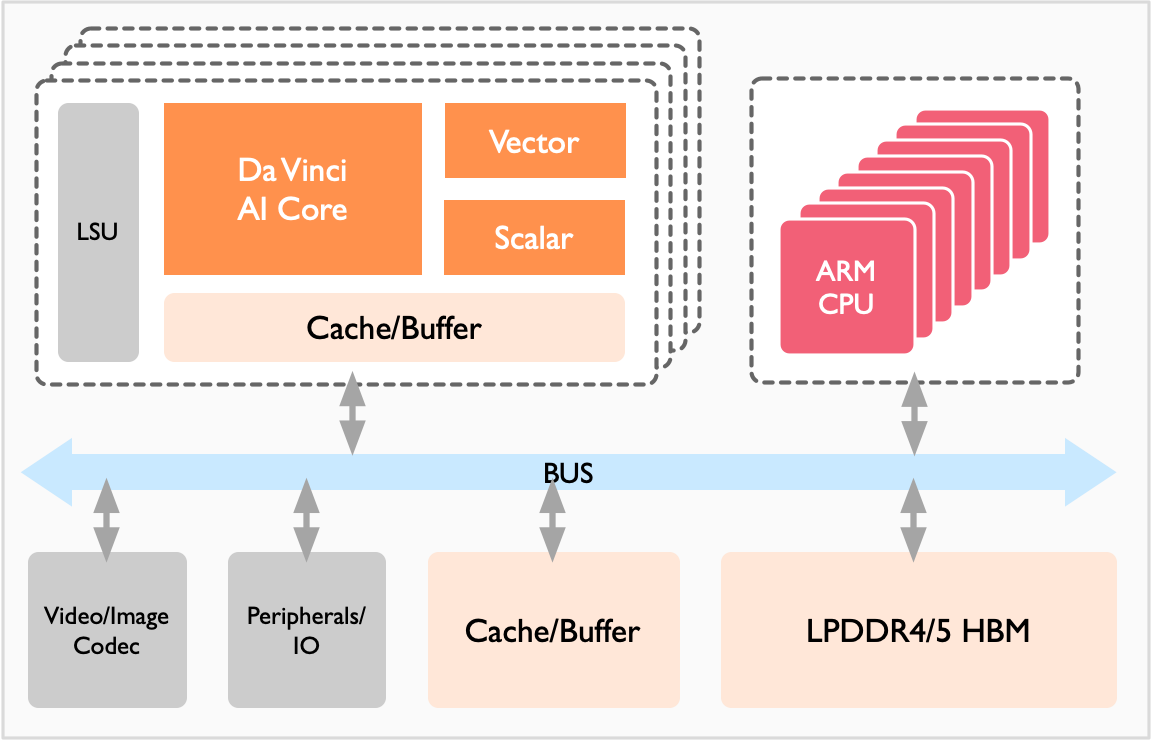 LSU
Da Vinci
AI Core
Vector
Scalar
Cache/Buffer
ARM
CPU
BUS
Video/Image
Codec
Peripherals/
IO
Cache/Buffer
LPDDR4/5 HBM